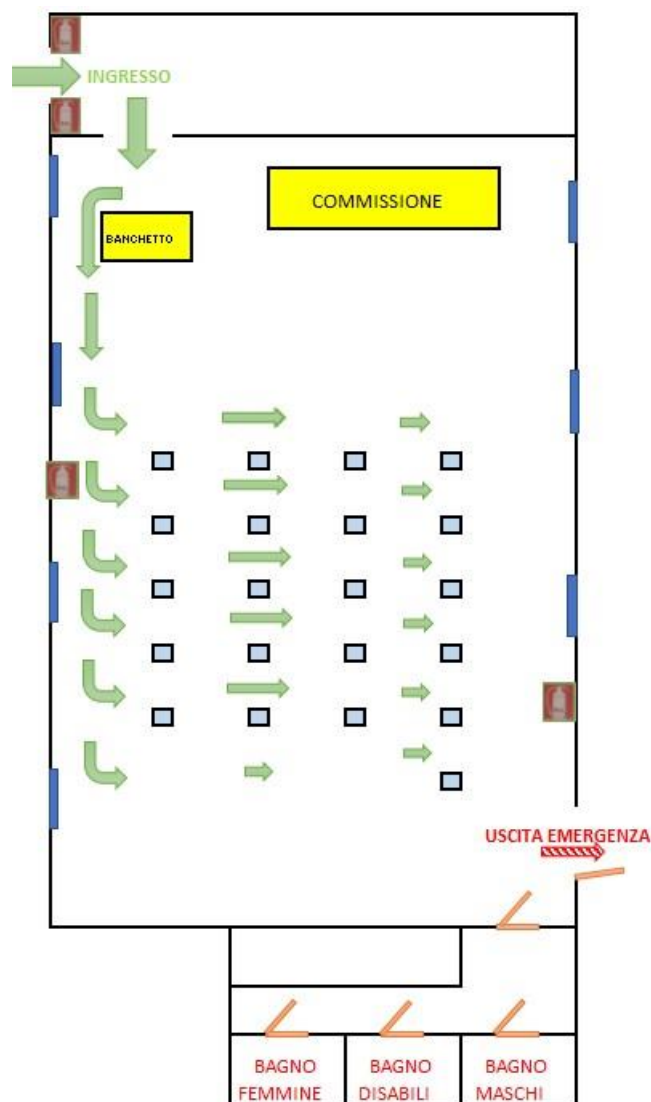 INGRESSO
COMMISSIONE
BANCHETTO
USCITA EMERGENZA
BAGNO
FEMMINE
BAGNO
DISABILI
BAGNO
MASCHI